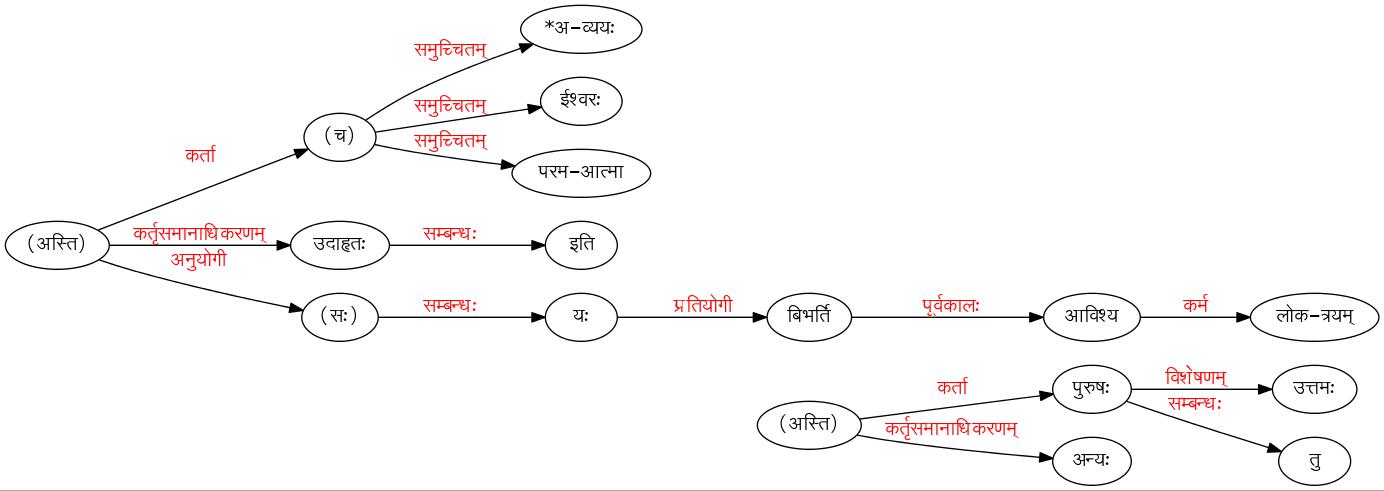 *अ-व्ययः
समुच्चितम्
समुच्चितम्
ईश्वरः
(च)
समुच्चितम्
कर्ता
परम-आत्मा
(अस्ति)
कर्तृसमानाधिकरणम्
उदाहृतः
सम्बन्धः
इति
अनुयोगी
(सः)
सम्बन्धः
यः
प्रतियोगी
बिभर्ति
पूर्वकालः
आविश्य
कर्म
लोक-त्रयम्
कर्ता
पुरुषः
विशेषणम्
उत्तमः
सम्बन्धः
(अस्ति)
कर्तृसमानाधिकरणम्
अन्यः
तु